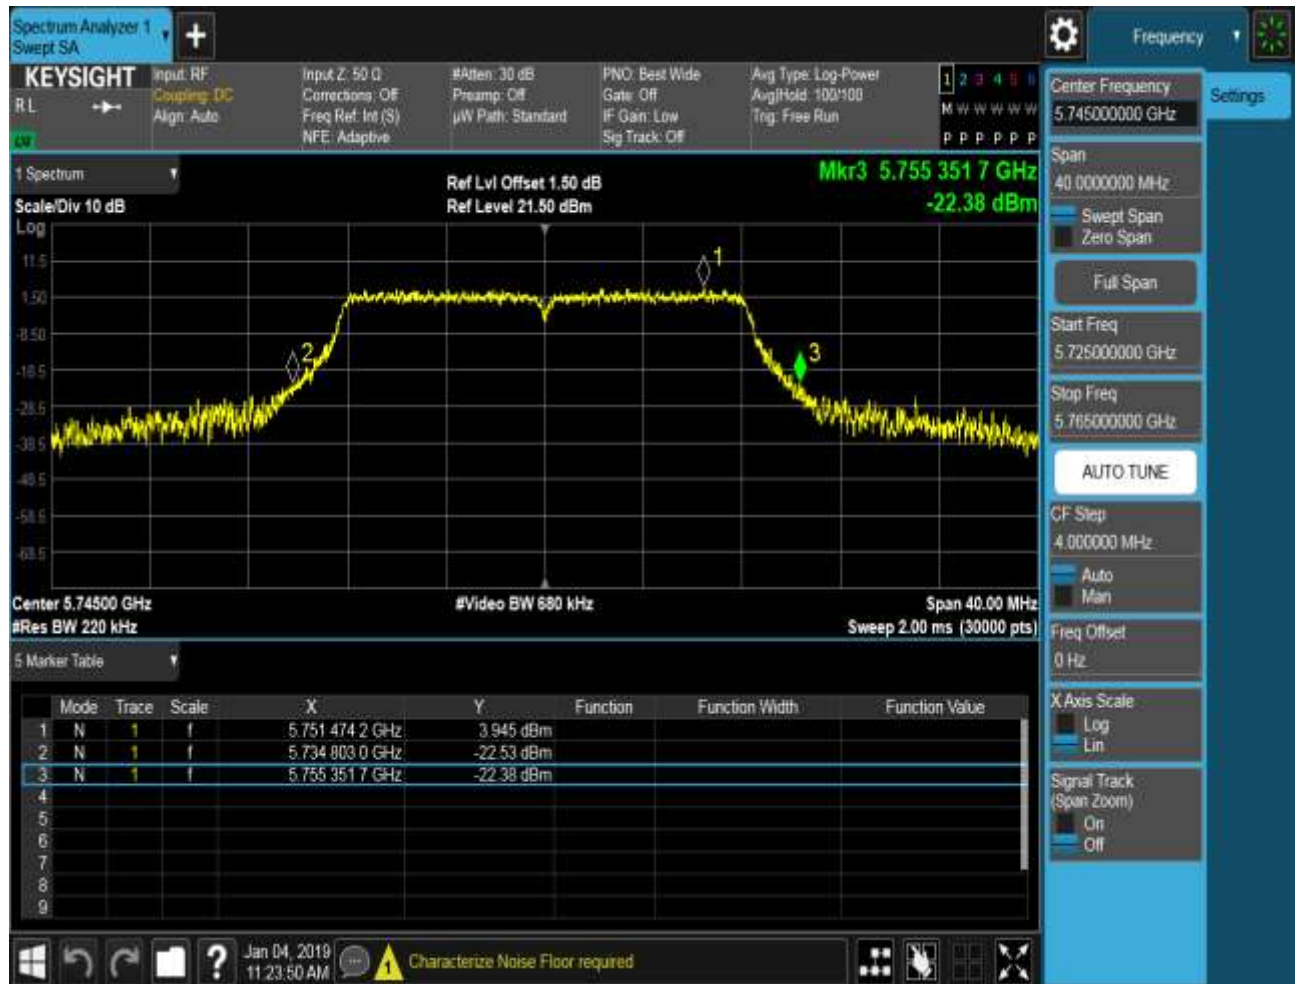 Spectrum Analyzer 1
Swept SA
Frequency
KEYSIGHT
R L
Input: RF
Coupling: DC
Align: Auto
Input Z: 50 Ω
Corrections: Off
Freq Ref: Int (S)
NFE: Adaptive
#Atten: 30 dB
Preamp: Off
µW Path: Standard
PNO: Best Wide
Gate: Off
IF Gain: Low
Sig Track: Off
Avg Type: Log-Power
Avg|Hold: 100/100
Trig: Free Run
1 2 3 4 5 6
M W W W W W
P P P P P P
1 Spectrum
Scale/Div 10 dB
Ref Lvl Offset 1.50 dB
Ref Level 21.50 dBm
Mkr3 5.755 351 7 GHz
-22.38 dBm
Log
11.5
1.50
-8.50
-18.5
-28.5
-38.5
-48.5
-58.5
-68.5
1
2
3
Center 5.74500 GHz
#Res BW 220 kHz
#Video BW 680 kHz
Span 40.00 MHz
Sweep 2.00 ms (30000 pts)
5 Marker Table
Mode Trace Scale X Y Function Function Width Function Value
1 N 1 f 5.751 474 2 GHz 3.945 dBm
2 N 1 f 5.734 803 0 GHz -22.53 dBm
3 N 1 f 5.755 351 7 GHz -22.38 dBm
4
5
6
7
8
9
Center Frequency
5.745000000 GHz
Settings
Span
40.0000000 MHz
Swept Span
Zero Span
Full Span
Start Freq
5.725000000 GHz
Stop Freq
5.765000000 GHz
AUTO TUNE
CF Step
4.000000 MHz
Auto
Man
Freq Offset
0 Hz
X Axis Scale
Log
Lin
Signal Track
(Span Zoom)
On
Off
?
Jan 04, 2019
11:23:50 AM
1
Characterize Noise Floor required